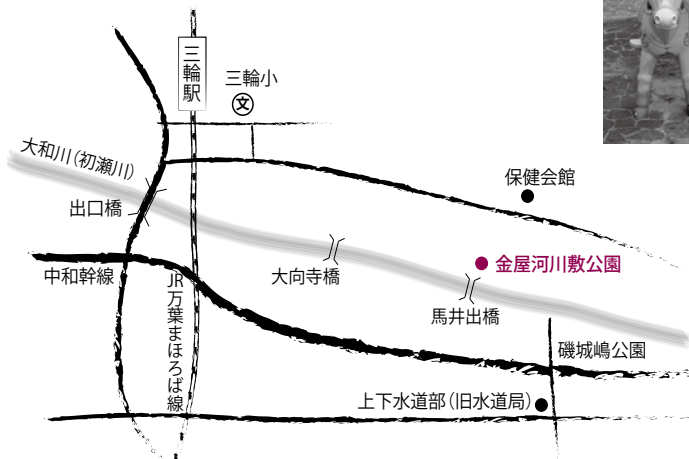 三輪駅
三輪小
文
大和川（初瀬川）
保健会館
出口橋
金屋河川敷公園
大向寺橋
中和幹線
JR万葉まほろば線
馬井出橋
磯城嶋公園
上下水道部（旧水道局）